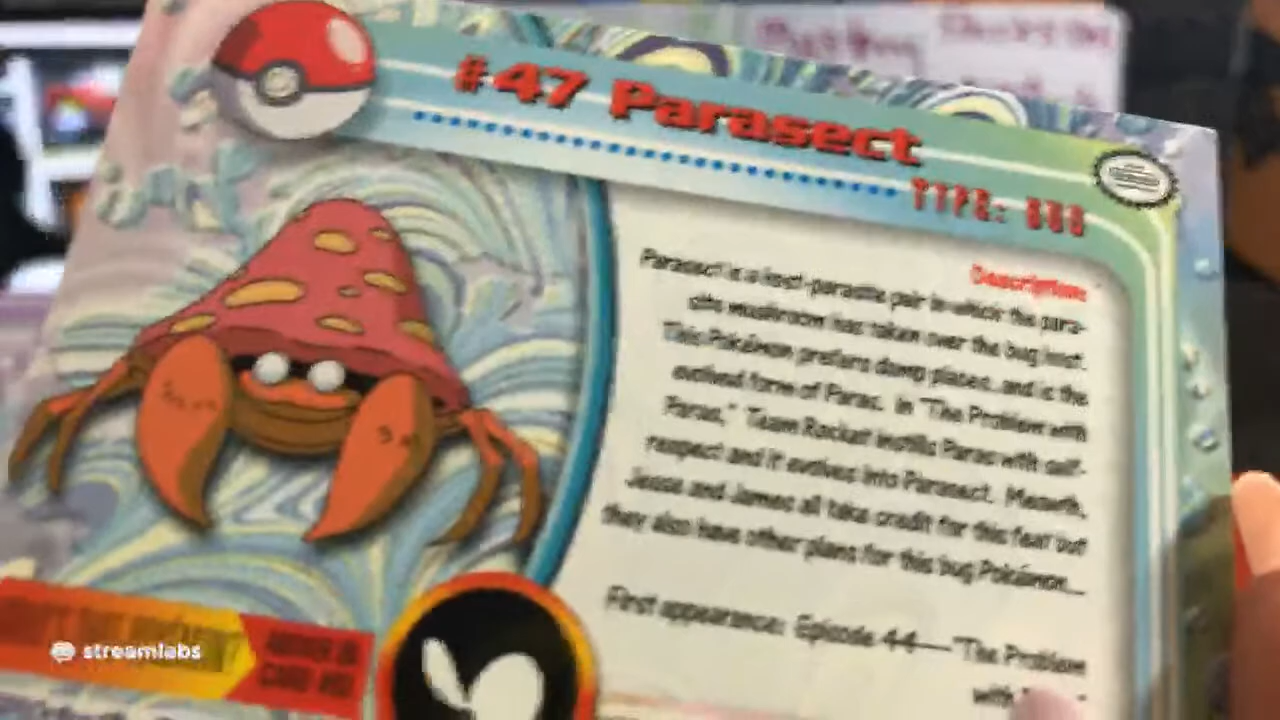 #47 Parasect
TYPE: BUG
Description:
Parasect is a host-parasite pair in which the para-
site mushroom has taken over the bug host.
This Pokémon prefers damp places, and is the
evolved form of Paras. In "The Problem with
Paras," Team Rocket instills Paras with self-
respect and it evolves into Parasect. Meowth,
Jesse and James all take credit for this feat but
they also have other plans for this bug Pokémon...
First appearance: Episode 44—"The Problem
with
streamlabs